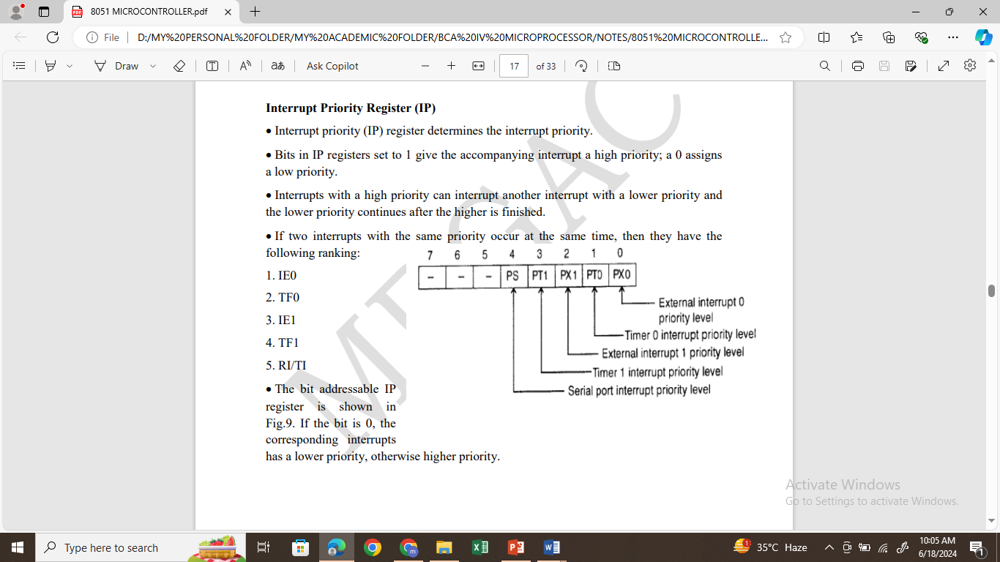 8051 MICROCONTROLLER.pdf
File
D:/MY%20PERSONAL%20FOLDER/MY%20ACADEMIC%20FOLDER/BCA%20IV%20MICROPROCESSOR/NOTES/8051%20MICROCONTROLLE...
Draw
Ask Copilot
17
of 33
Interrupt Priority Register (IP)
• Interrupt priority (IP) register determines the interrupt priority.
• Bits in IP registers set to 1 give the accompanying interrupt a high priority; a 0 assigns
a low priority.
• Interrupts with a high priority can interrupt another interrupt with a lower priority and
the lower priority continues after the higher is finished.
• If two interrupts with the same priority occur at the same time, then they have the
following ranking:
1. IE0
2. TF0
3. IE1
4. TF1
5. RI/TI
• The bit addressable IP
register is shown in
Fig.9. If the bit is 0, the
corresponding interrupts
has a lower priority, otherwise higher priority.
7 6 5 4 3 2 1 0
– – – PS PT1 PX1 PT0 PX0
External interrupt 0
priority level
Timer 0 interrupt priority level
External interrupt 1 priority level
Timer 1 interrupt priority level
Serial port interrupt priority level
Activate Windows
Go to Settings to activate Windows.
Type here to search
35°C Haze
10:05 AM
6/18/2024